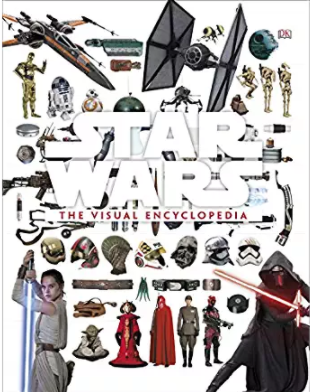 DK
STAR
WARS
THE VISUAL ENCYCLOPEDIA